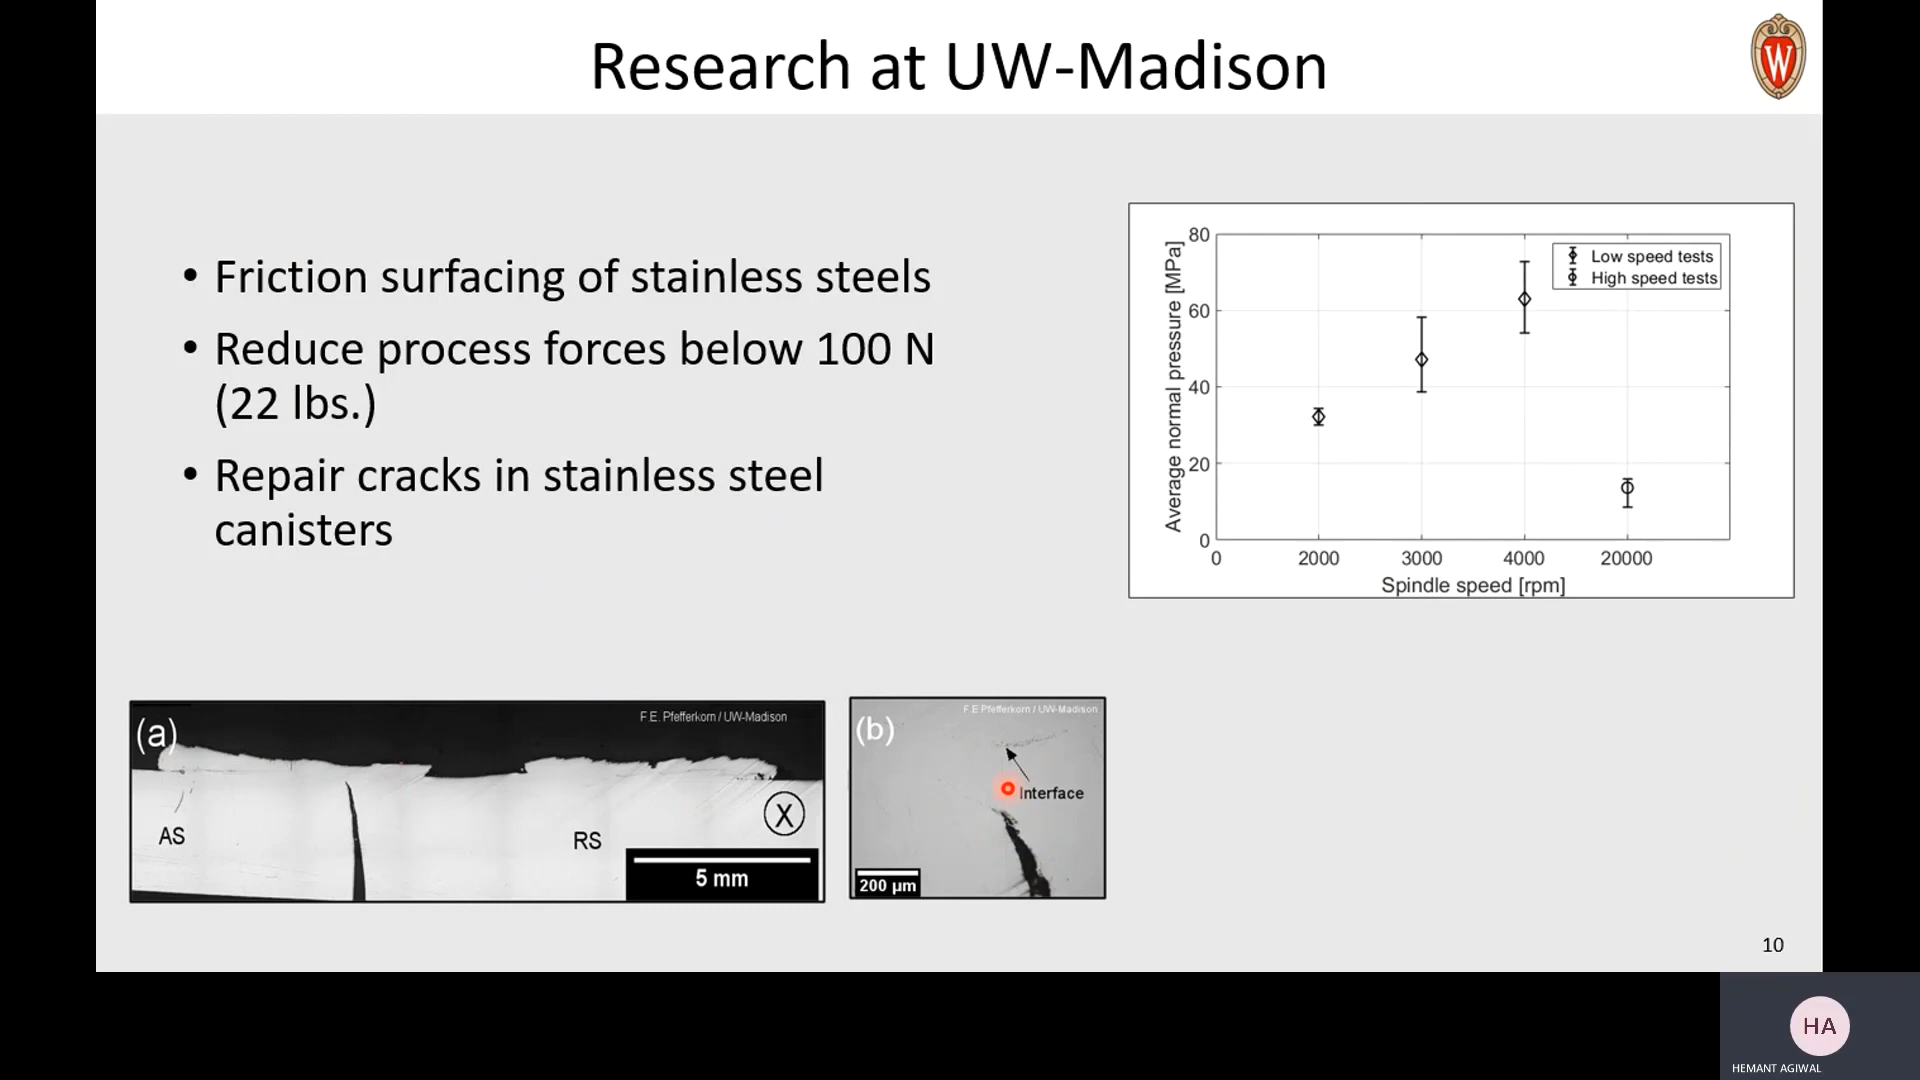 Research at UW-Madison
W
• Friction surfacing of stainless steels
• Reduce process forces below 100 N
(22 lbs.)
• Repair cracks in stainless steel
canisters
Average normal pressure [MPa]
80
60
40
20
0
0 2000 3000 4000 20000
Spindle speed [rpm]
Low speed tests
High speed tests
(a)
F.E. Pfefferkorn / UW-Madison
AS
RS
X
5 mm
(b)
F.E Pfefferkorn / UW-Madison
Interface
200 µm
10
HA
HEMANT AGIWAL